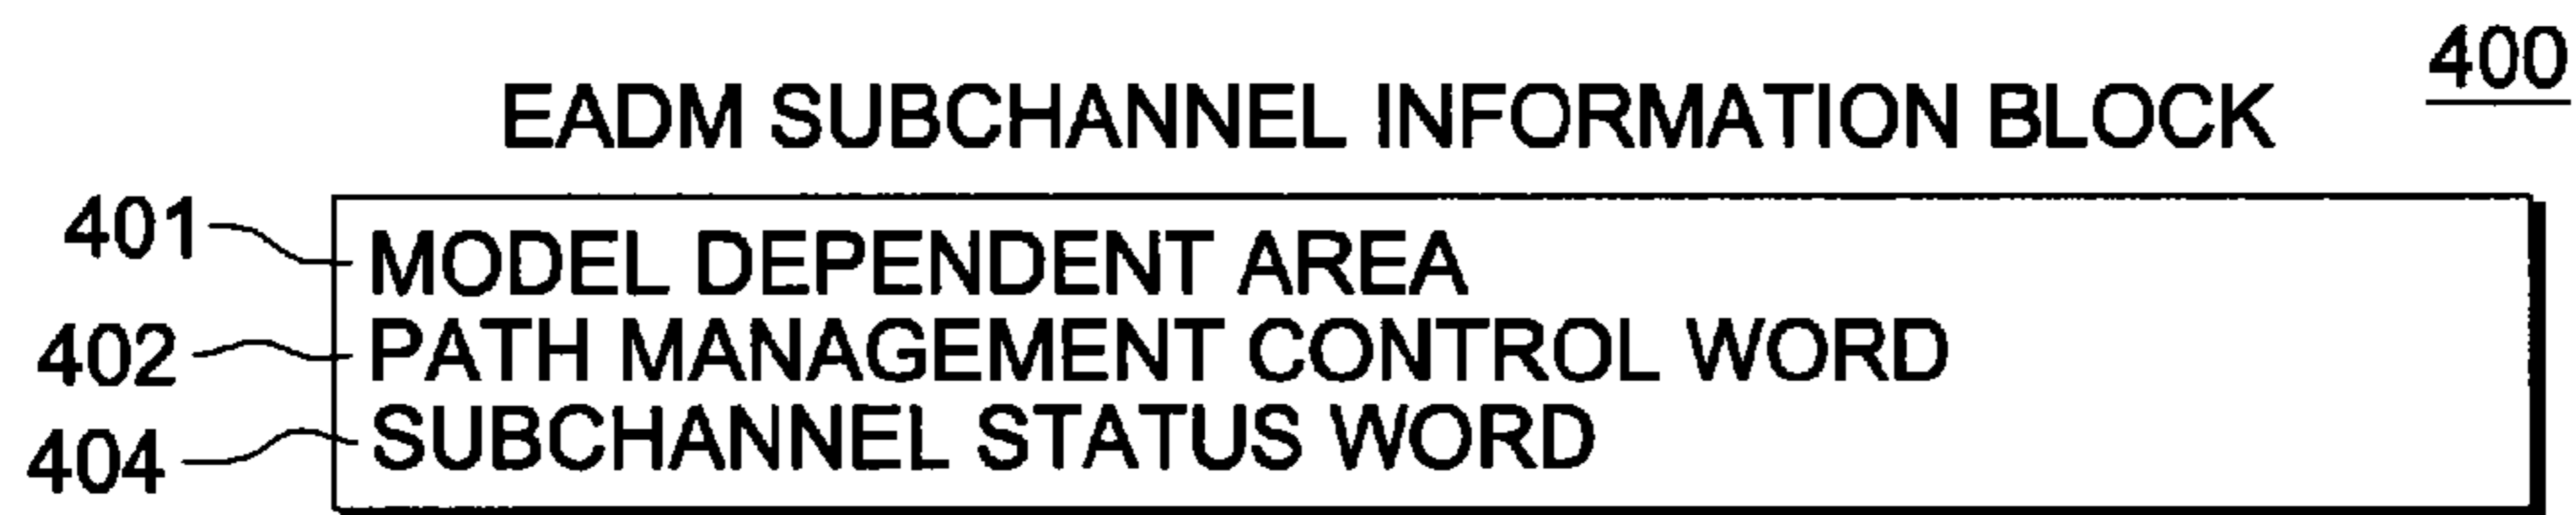 400
EADM SUBCHANNEL INFORMATION BLOCK
401 MODEL DEPENDENT AREA
402 PATH MANAGEMENT CONTROL WORD
404 SUBCHANNEL STATUS WORD